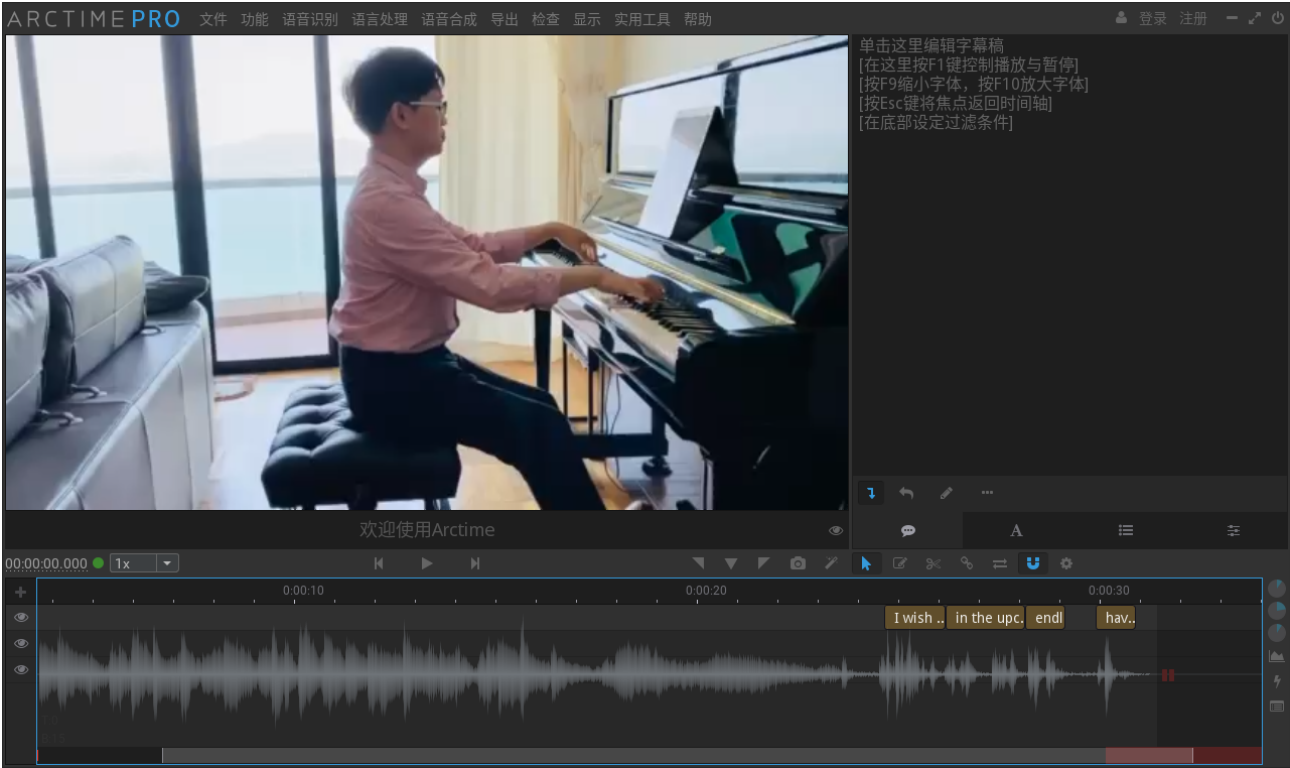 ARCTIME PRO 文件 功能 语音识别 语言处理 语音合成 导出 检查 显示 实用工具 帮助 登录 注册
单击这里编辑字幕稿
[在这里按F1键控制播放与暂停]
[按F9缩小字体，按F10放大字体]
[按Esc键将焦点返回时间轴]
[在底部设定过滤条件]
欢迎使用Arctime
00:00:00.000 1x
0:00:10 0:00:20 0:00:30
I wish .. in the upc. endl hav..